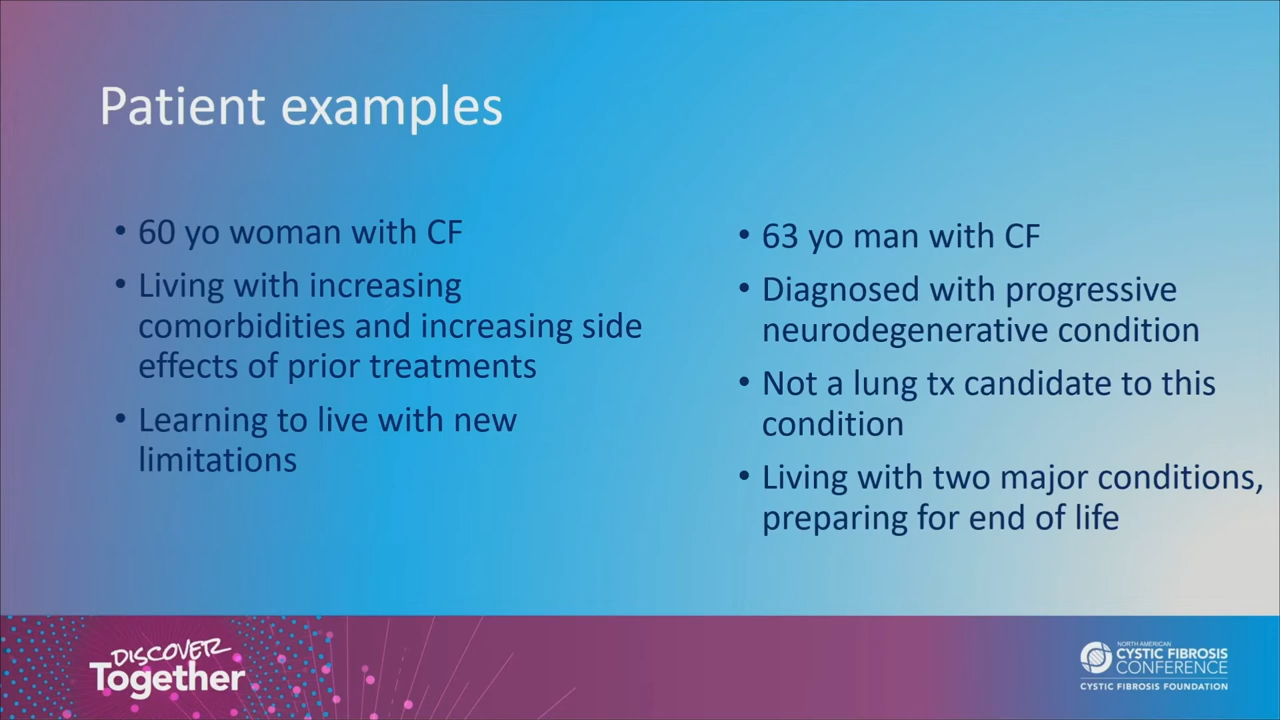 Patient examples
• 60 yo woman with CF
• Living with increasing
comorbidities and increasing side
effects of prior treatments
• Learning to live with new
limitations
• 63 yo man with CF
• Diagnosed with progressive
neurodegenerative condition
• Not a lung tx candidate to this
condition
• Living with two major conditions,
preparing for end of life
DISCOVER
Together
NORTH AMERICAN
CYSTIC FIBROSIS
CONFERENCE
CYSTIC FIBROSIS FOUNDATION